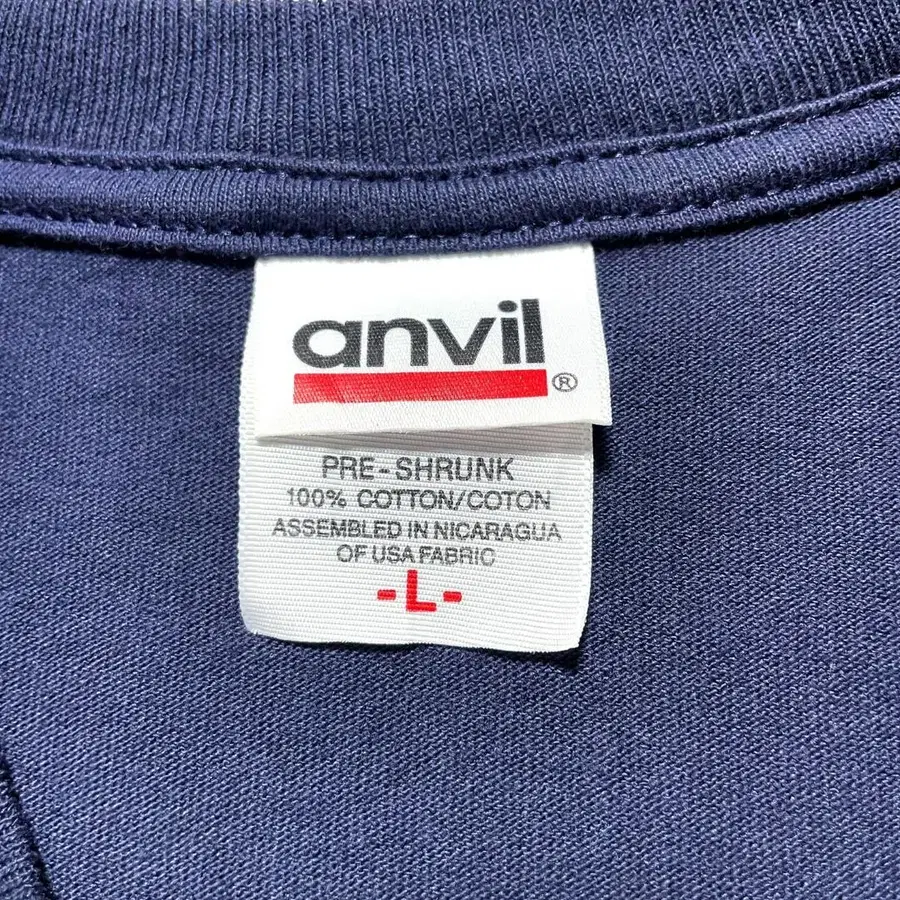 anvil®
PRE-SHRUNK
100% COTTON/COTON
ASSEMBLED IN NICARAGUA
OF USA FABRIC
-L-